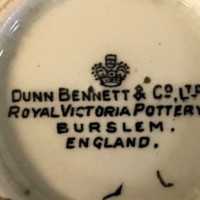 DUNN BENNETT & CO., LTD
ROYAL VICTORIA POTTERY
BURSLEM.
ENGLAND.